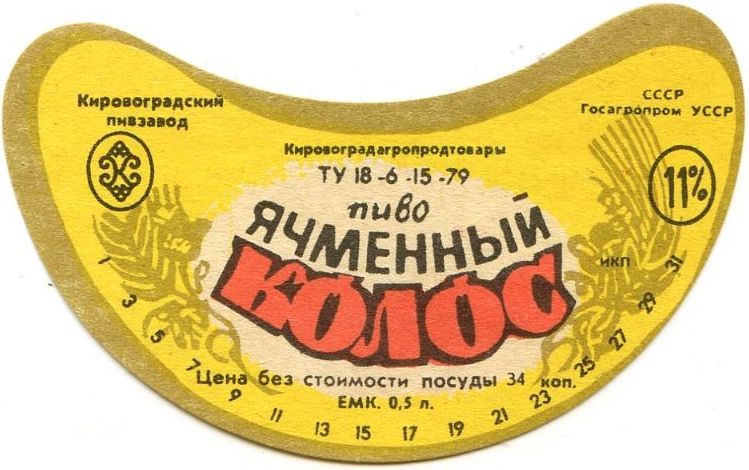 Кировоградский
пивзавод
СССР
Госагропром УССР
Кировоградагропродтовары
ТУ 18-6-15-79
11%
пиво
ЯЧМЕННЫЙ
КОЛОС
ИКП
Цена без стоимости посуды 34 коп.
ЕМК. 0,5 л.
1 3 5 7 9 11 13 15 17 19 21 23 25 27 29 31